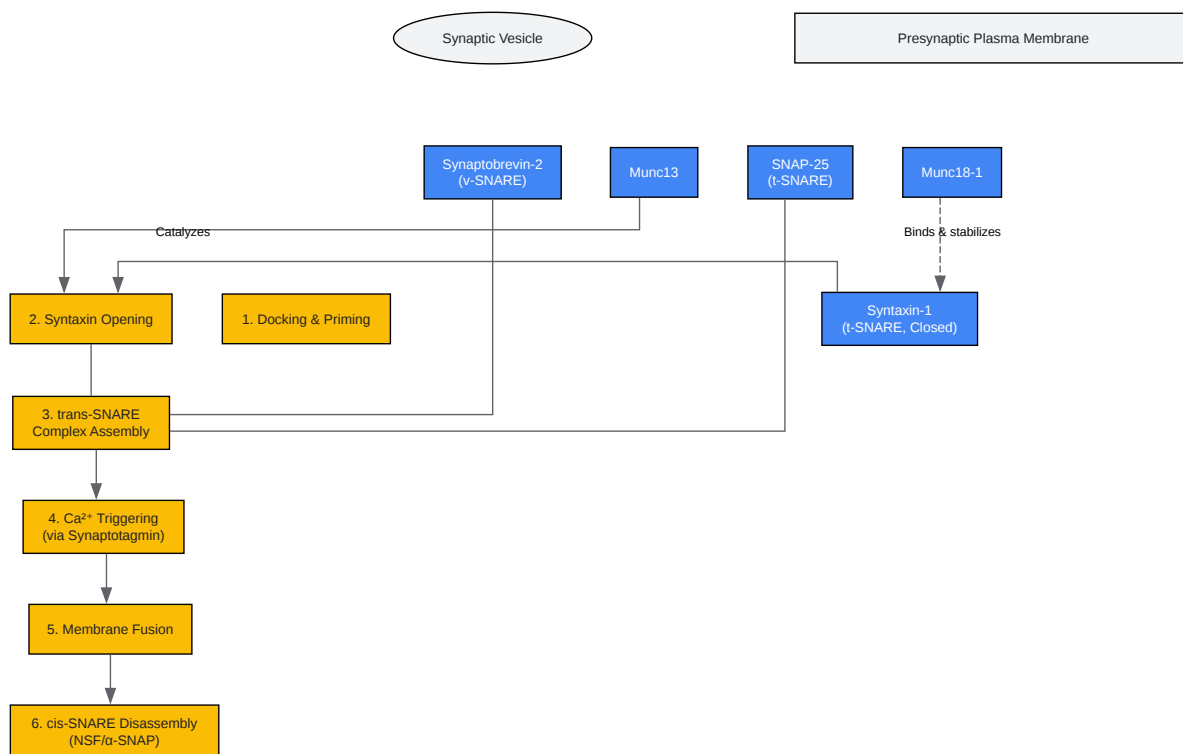 Synaptic Vesicle
Presynaptic Plasma Membrane
Synaptobrevin-2
(v-SNARE)
Munc13
SNAP-25
(t-SNARE)
Munc18-1
Catalyzes
Binds & stabilizes
2. Syntaxin Opening
1. Docking & Priming
Syntaxin-1
(t-SNARE, Closed)
3. trans-SNARE
Complex Assembly
4. Ca²⁺ Triggering
(via Synaptotagmin)
5. Membrane Fusion
6. cis-SNARE Disassembly
(NSF/α-SNAP)